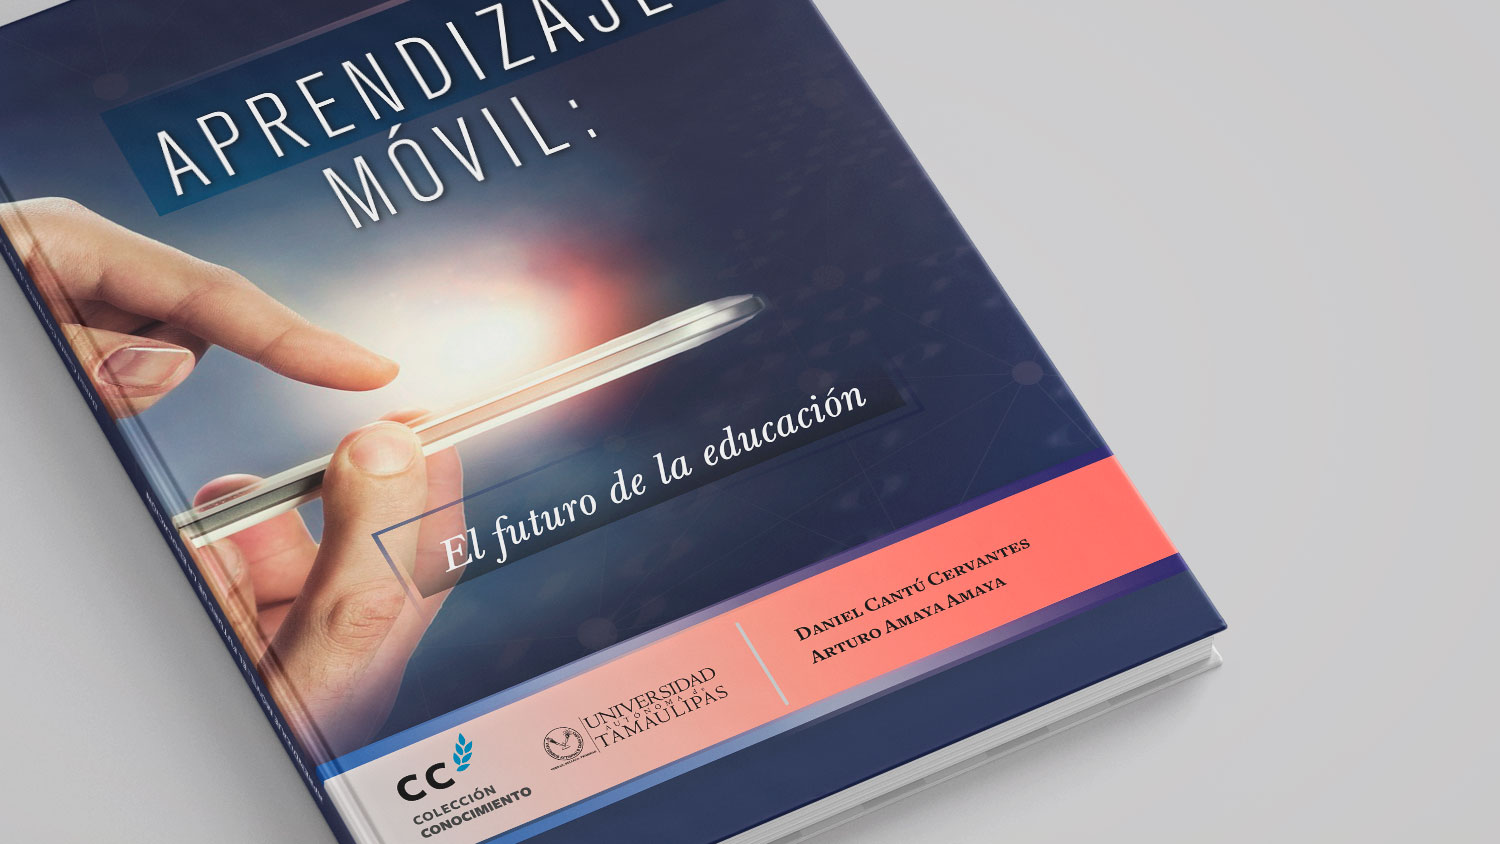 APRENDIZAJE
MÓVIL:
El futuro de la educación
DANIEL CANTÚ CERVANTES
ARTURO AMAYA AMAYA
UNIVERSIDAD
AUTÓNOMA de
TAMAULIPAS
CC
COLECCIÓN
CONOCIMIENTO